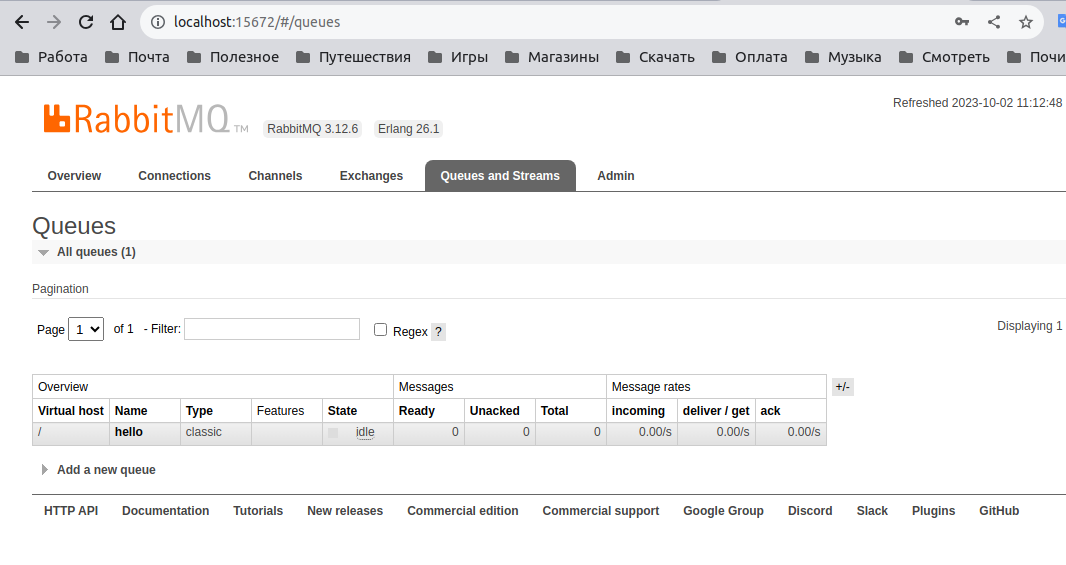 localhost:15672/#/queues
Работа Почта Полезное Путешествия Игры Магазины Скачать Оплата Музыка Смотреть Почи
Refreshed 2023-10-02 11:12:48
RabbitMQ TM RabbitMQ 3.12.6 Erlang 26.1
Overview Connections Channels Exchanges Queues and Streams Admin
Queues
All queues (1)
Pagination
Page 1 of 1 - Filter: Regex ? Displaying 1
Overview Messages Message rates +/-
Virtual host Name Type Features State Ready Unacked Total incoming deliver / get ack
/ hello classic idle 0 0 0 0.00/s 0.00/s 0.00/s
Add a new queue
HTTP API Documentation Tutorials New releases Commercial edition Commercial support Google Group Discord Slack Plugins GitHub